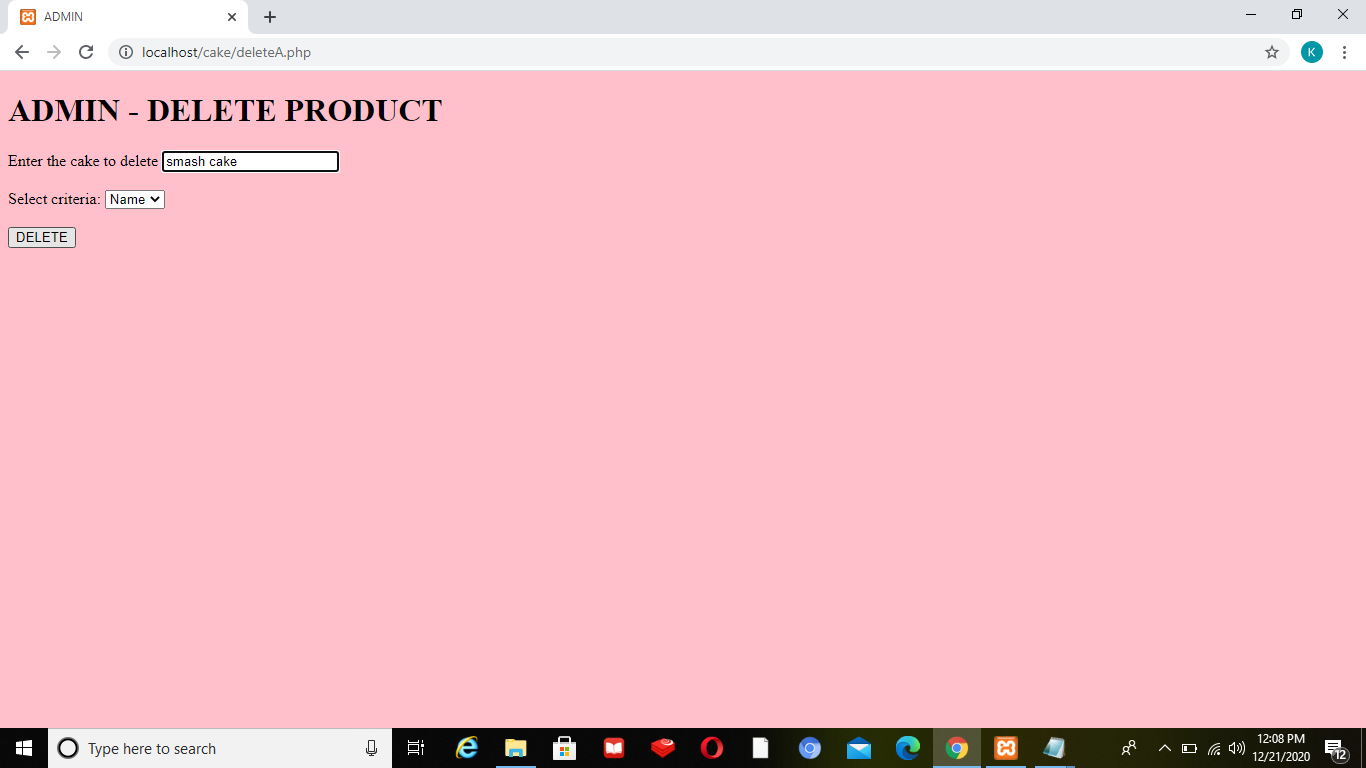 ADMIN
localhost/cake/deleteA.php
K
ADMIN - DELETE PRODUCT
Enter the cake to delete smash cake
Select criteria: Name
DELETE
Type here to search
12:08 PM
12/21/2020
12